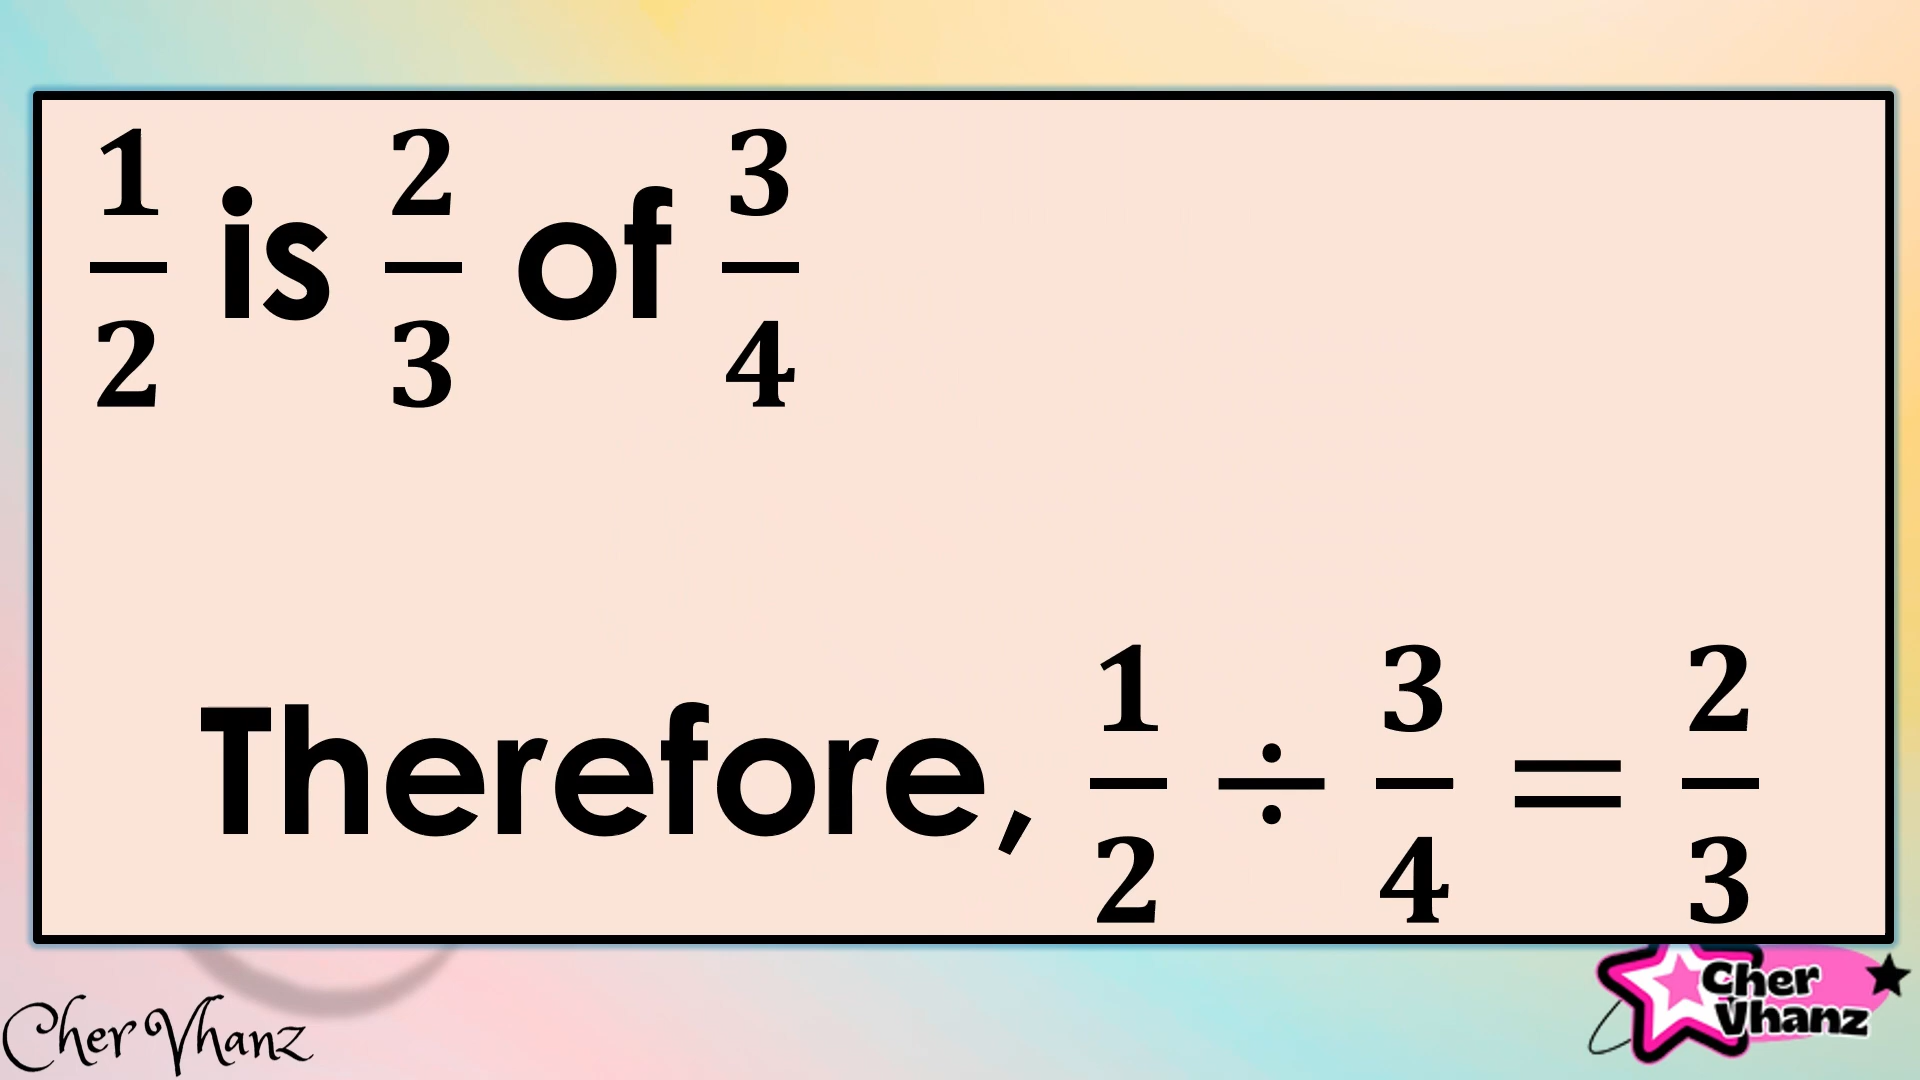 1/2 is 2/3 of 3/4
Therefore, 1/2 ÷ 3/4 = 2/3
Cher Vhanz
Cher
Vhanz